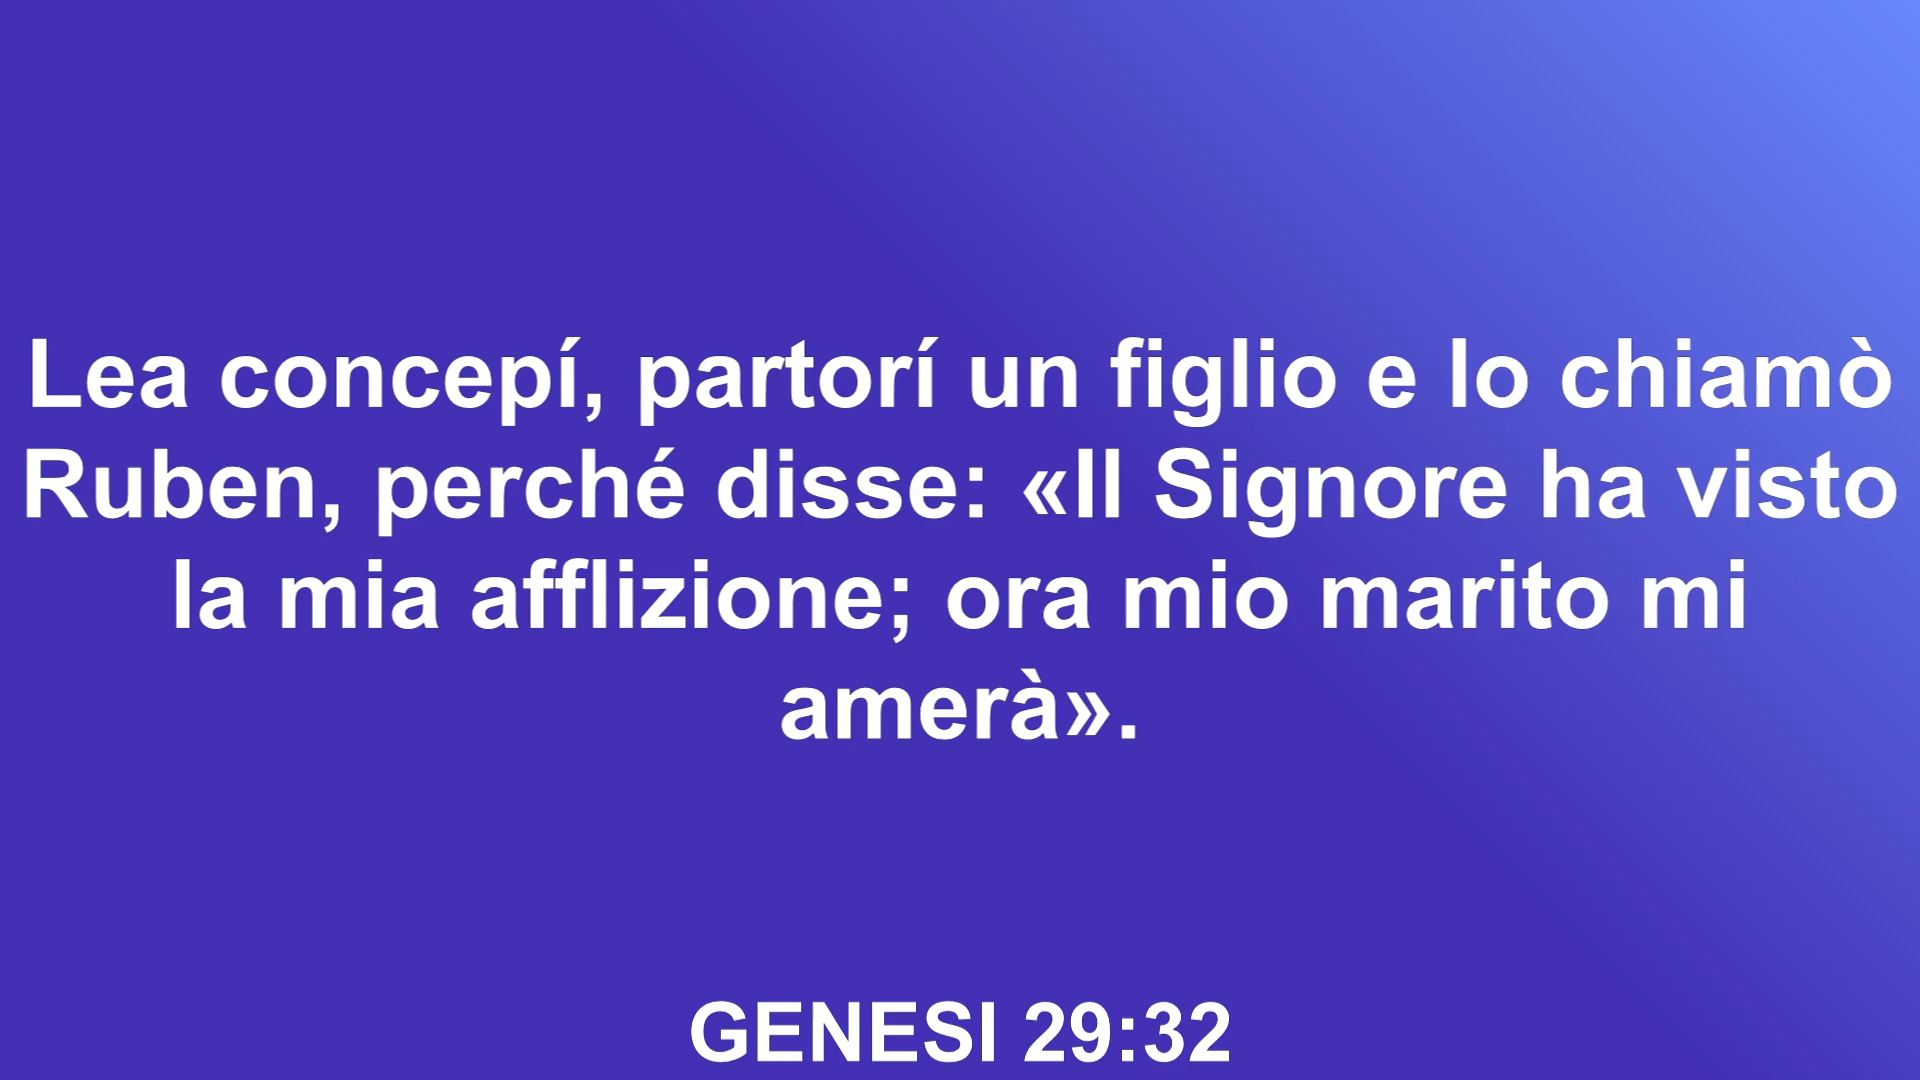 Lea concepí, partorí un figlio e lo chiamò
Ruben, perché disse: «Il Signore ha visto
la mia afflizione; ora mio marito mi
amerà».
GENESI 29:32